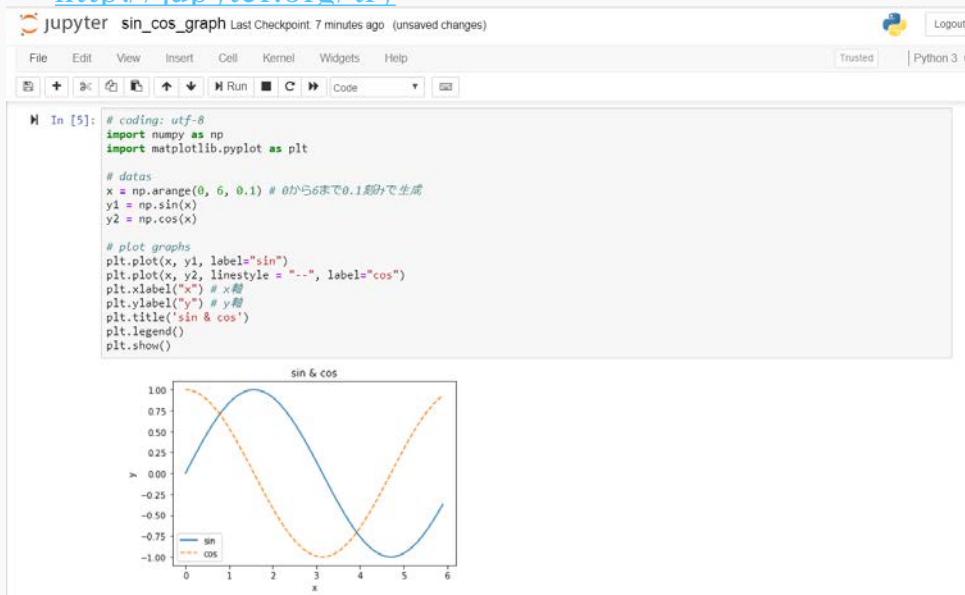 http://jupyter.org/try
jupyter sin_cos_graph Last Checkpoint: 7 minutes ago (unsaved changes)
Logout
File Edit View Insert Cell Kernel Widgets Help
Trusted
Python 3
Run
Code
In [5]: # coding: utf-8
import numpy as np
import matplotlib.pyplot as plt
# datas
x = np.arange(0, 6, 0.1) # 0から6まで0.1刻みで生成
y1 = np.sin(x)
y2 = np.cos(x)
# plot graphs
plt.plot(x, y1, label="sin")
plt.plot(x, y2, linestyle = "--", label="cos")
plt.xlabel("x") # x軸
plt.ylabel("y") # y軸
plt.title('sin & cos')
plt.legend()
plt.show()
sin & cos
1.00
0.75
0.50
0.25
0.00
-0.25
-0.50
-0.75
-1.00
y
sin
cos
0 1 2 3 4 5 6
x